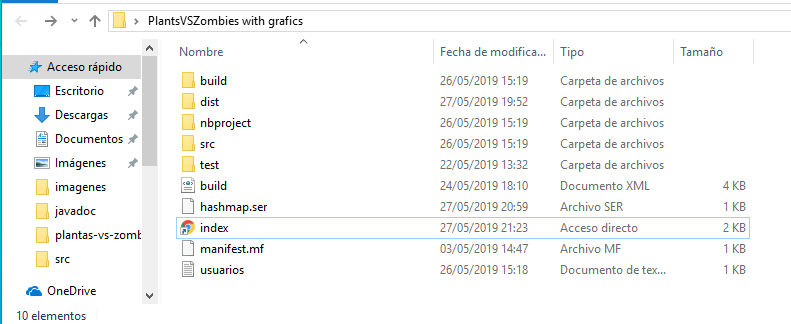 PlantsVSZombies with grafics
Nombre Fecha de modifica... Tipo Tamaño
Acceso rápido
Escritorio
Descargas
Documentos
Imágenes
imagenes
javadoc
plantas-vs-zomb
src
OneDrive
build 26/05/2019 15:19 Carpeta de archivos
dist 27/05/2019 19:52 Carpeta de archivos
nbproject 26/05/2019 15:19 Carpeta de archivos
src 26/05/2019 15:19 Carpeta de archivos
test 22/05/2019 13:32 Carpeta de archivos
build 24/05/2019 18:10 Documento XML 4 KB
hashmap.ser 27/05/2019 20:59 Archivo SER 1 KB
index 27/05/2019 21:23 Acceso directo 2 KB
manifest.mf 03/05/2019 14:47 Archivo MF 1 KB
usuarios 26/05/2019 15:18 Documento de tex... 1 KB
10 elementos